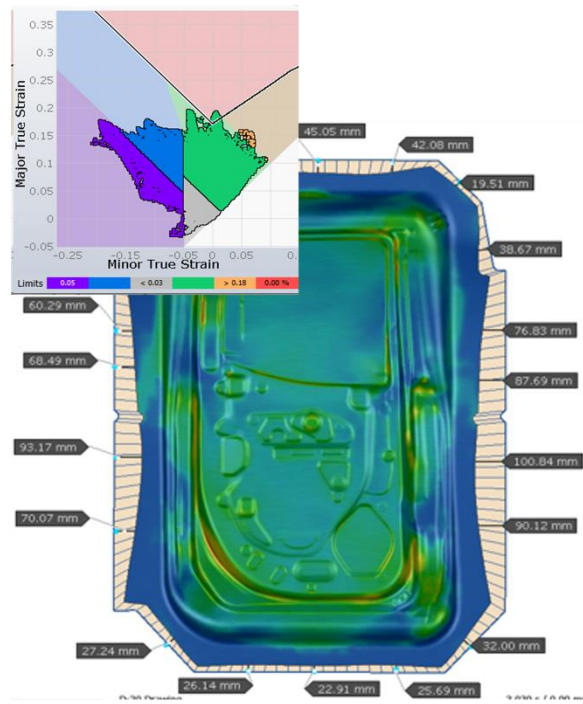 0.35
0.3
0.25
0.2
0.15
0.1
0.05
0
-0.05
Major True Strain
-0.25
-0.15
-0.05
0
0.05
0.
Minor True Strain
Limits 0.05 < 0.03 > 0.18 0.00 %
45.05 mm
42.08 mm
19.51 mm
38.67 mm
60.29 mm
76.83 mm
68.49 mm
87.69 mm
93.17 mm
100.84 mm
70.07 mm
90.12 mm
27.24 mm
32.00 mm
26.14 mm
22.91 mm
25.69 mm
D-20 Drawing